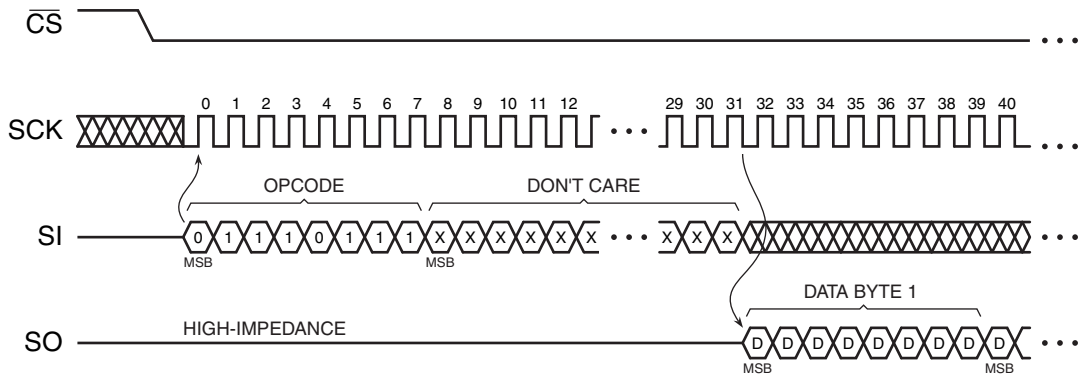 CS
0 1 2 3 4 5 6 7 8 9 10 11 12 29 30 31 32 33 34 35 36 37 38 39 40
SCK
OPCODE DON'T CARE
SI 0 1 1 1 0 1 1 1 X X X X X X X X X
MSB MSB
DATA BYTE 1
HIGH-IMPEDANCE
SO D D D D D D D D D
MSB MSB